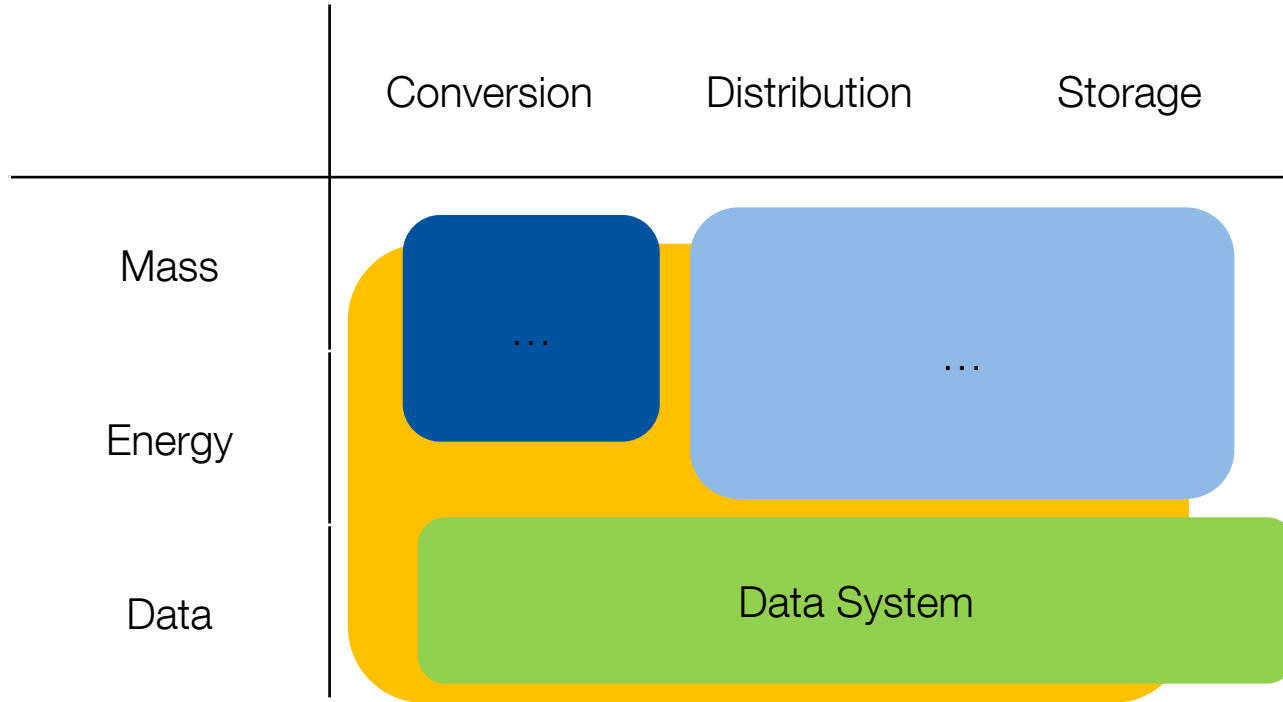 Conversion Distribution Storage
Mass
...
...
Energy
Data System
Data